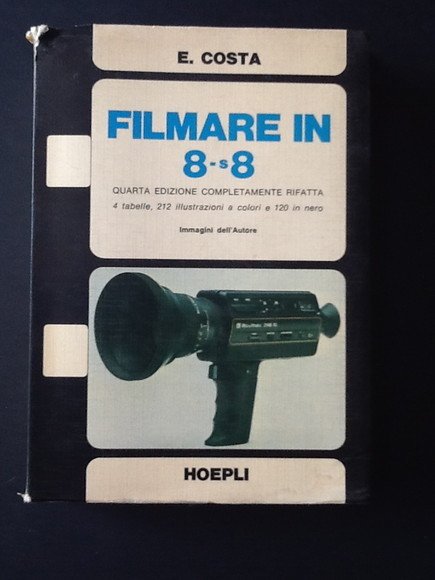 E. COSTA
FILMARE IN
8-s8
QUARTA EDIZIONE COMPLETAMENTE RIFATTA
4 tabelle, 212 illustrazioni a colori e 120 in nero
Immagini dell'Autore
HOEPLI